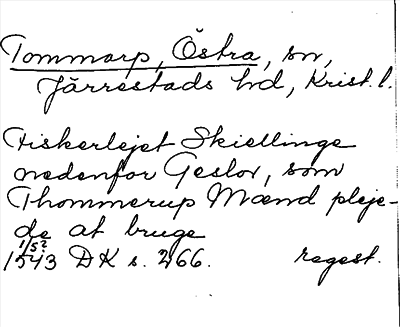 Tommarp, Östra, sn,
Järrestads hd, Krist. l.
Fiskerlejet Skiellinge
nedenfor Geslov, som
Thommerup Mænd pleje-
de at bruge
1/5?
1543 DK s. 266. regest.